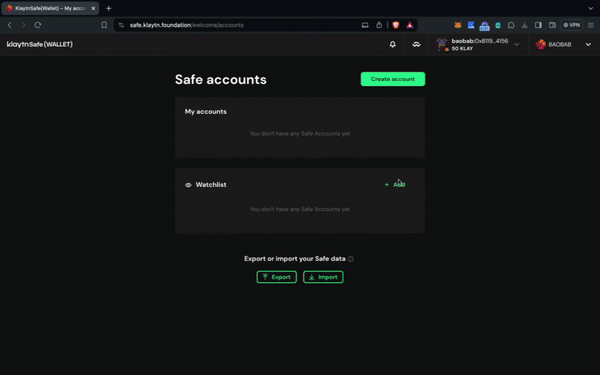 KlaytnSafe(Wallet) – My acco
safe.klaytn.foundation/welcome/accounts
VPN
klaytnSafe{WALLET}
baobab:0x8119...4156
50 KLAY
BAOBAB
Safe accounts
Create account
My accounts
You don't have any Safe Accounts yet
Watchlist
+ Add
You don't have any Safe Accounts yet
Export or import your Safe data
Export
Import